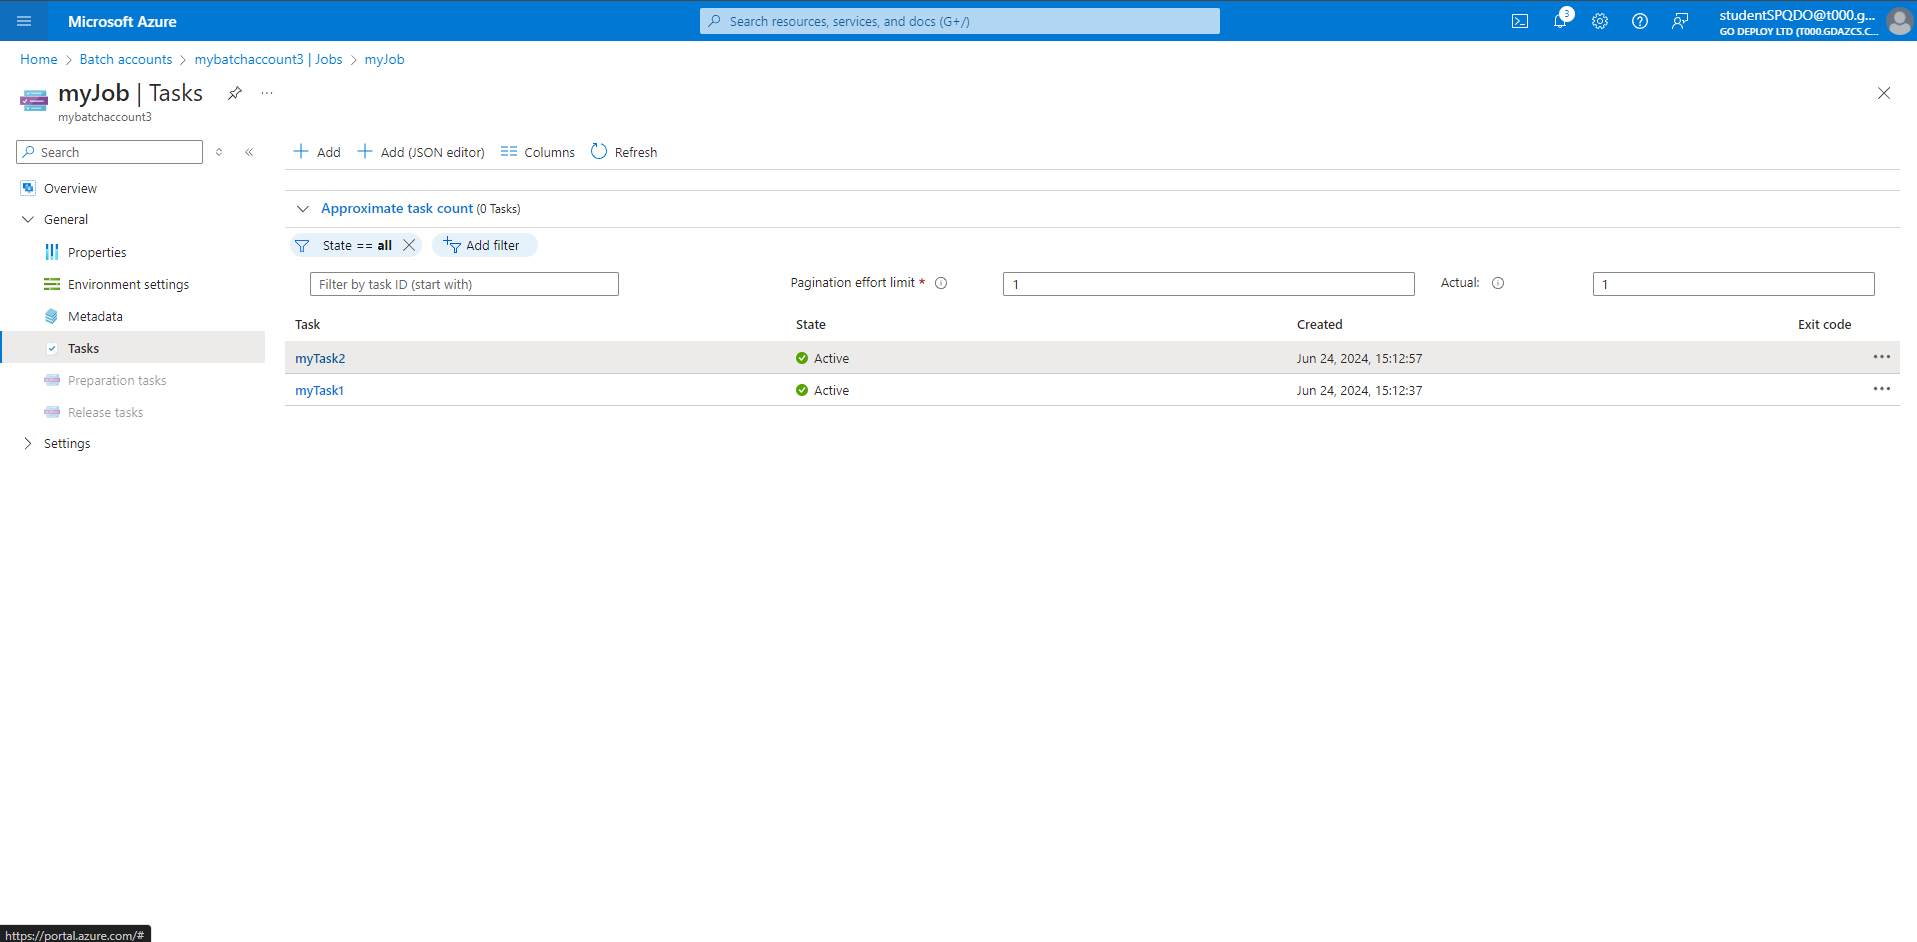 Microsoft Azure
Search resources, services, and docs (G+/)
3
studentSPQDO@t000.g...
GO DEPLOY LTD (T000.GDAZCS.C...
Home > Batch accounts > mybatchaccount3 | Jobs > myJob
myJob | Tasks
...
mybatchaccount3
Search
Add
Add (JSON editor)
Columns
Refresh
Overview
General
Properties
Environment settings
Metadata
Tasks
Preparation tasks
Release tasks
Settings
Approximate task count (0 Tasks)
State == all
Add filter
Filter by task ID (start with)
Pagination effort limit *
1
Actual:
1
Task State Created Exit code
myTask2 Active Jun 24, 2024, 15:12:57
myTask1 Active Jun 24, 2024, 15:12:37
https://portal.azure.com/#